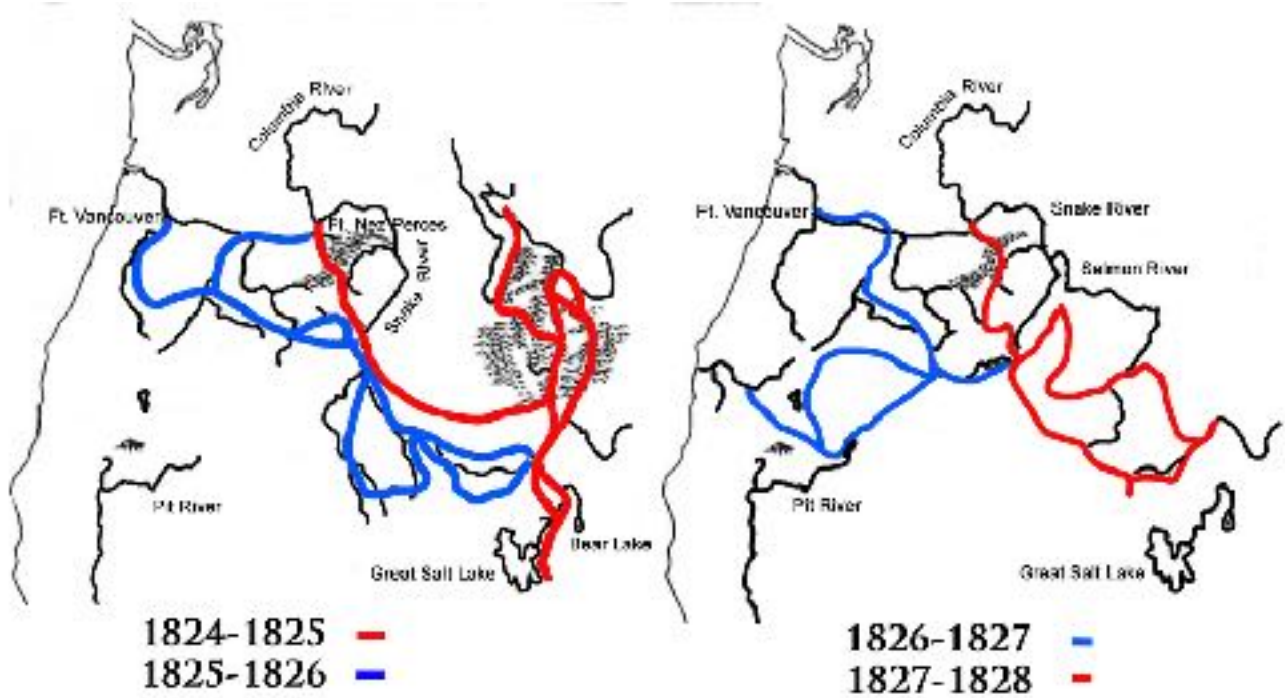 Columbia River
Ft. Vancouver
Ft. Nez Perces
Snake River
Pit River
Bear Lake
Great Salt Lake
1824-1825
1825-1826
Columbia River
Ft. Vancouver
Snake River
Salmon River
Pit River
Great Salt Lake
1826-1827
1827-1828